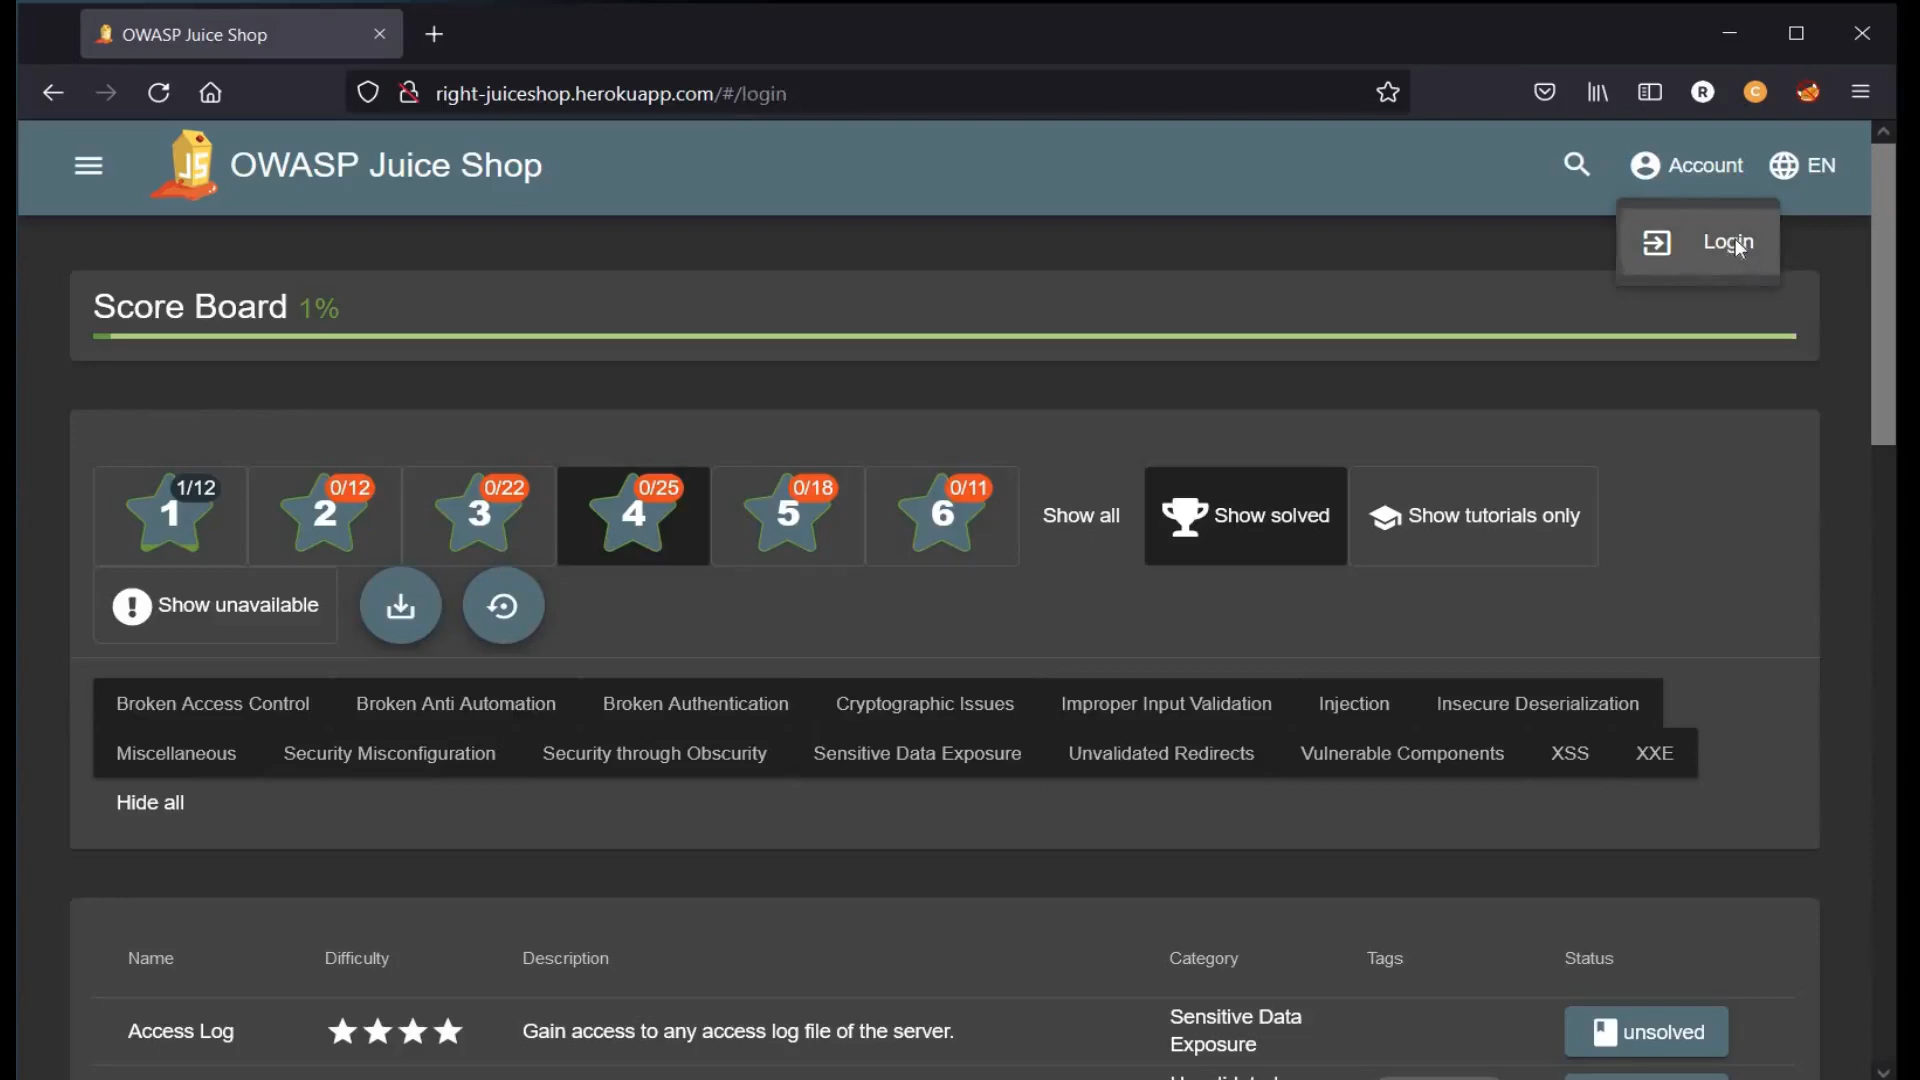 OWASP Juice Shop
right-juiceshop.herokuapp.com/#/login
R
C
JS
OWASP Juice Shop
Account
EN
Login
Score Board 1%
1/12
0/12
0/22
0/25
0/18
0/11
1
2
3
4
5
6
Show all
Show solved
Show tutorials only
Show unavailable
Broken Access Control Broken Anti Automation Broken Authentication Cryptographic Issues Improper Input Validation Injection Insecure Deserialization
Miscellaneous Security Misconfiguration Security through Obscurity Sensitive Data Exposure Unvalidated Redirects Vulnerable Components XSS XXE
Hide all
Name Difficulty Description Category Tags Status
Access Log
Gain access to any access log file of the server.
Sensitive Data
Exposure
unsolved